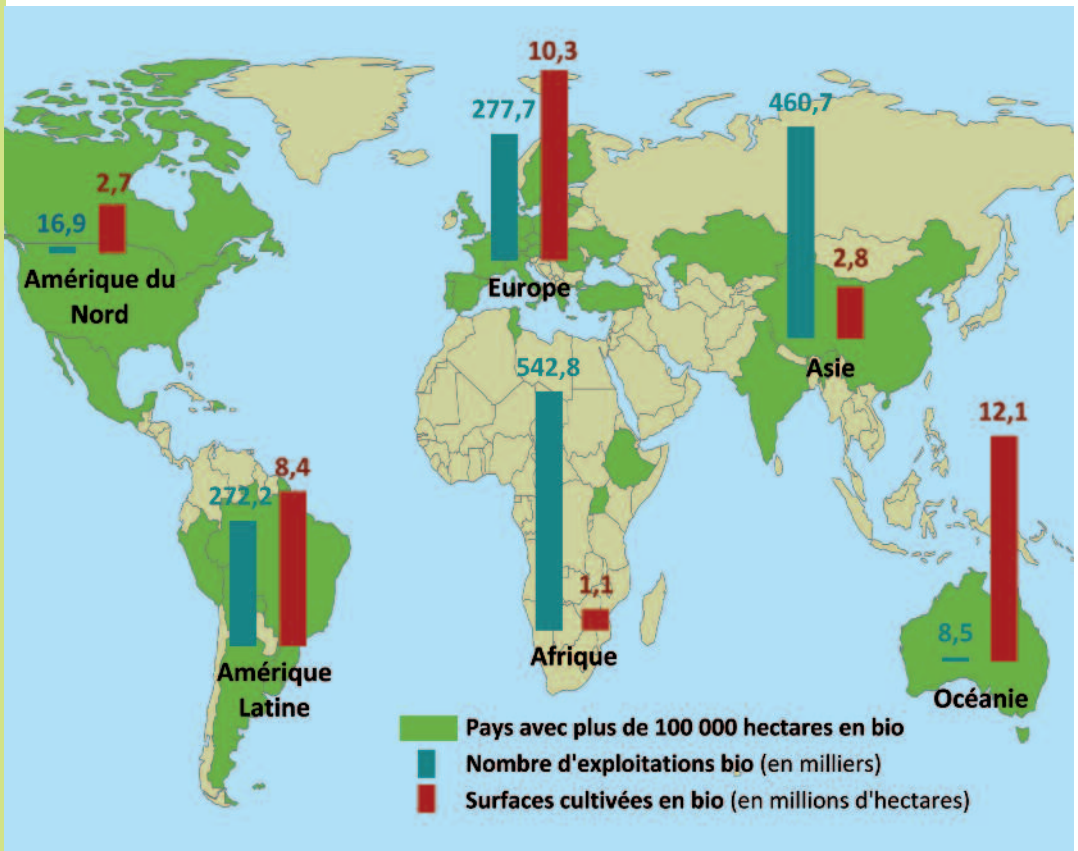 10,3
277,7
460,7
2,7
16,9
Amérique du
Nord
Europe
2,8
Asie
542,8
12,1
8,4
272,2
1,1
8,5
Afrique
Amérique
Latine
Océanie
Pays avec plus de 100 000 hectares en bio
Nombre d'exploitations bio (en milliers)
Surfaces cultivées en bio (en millions d'hectares)